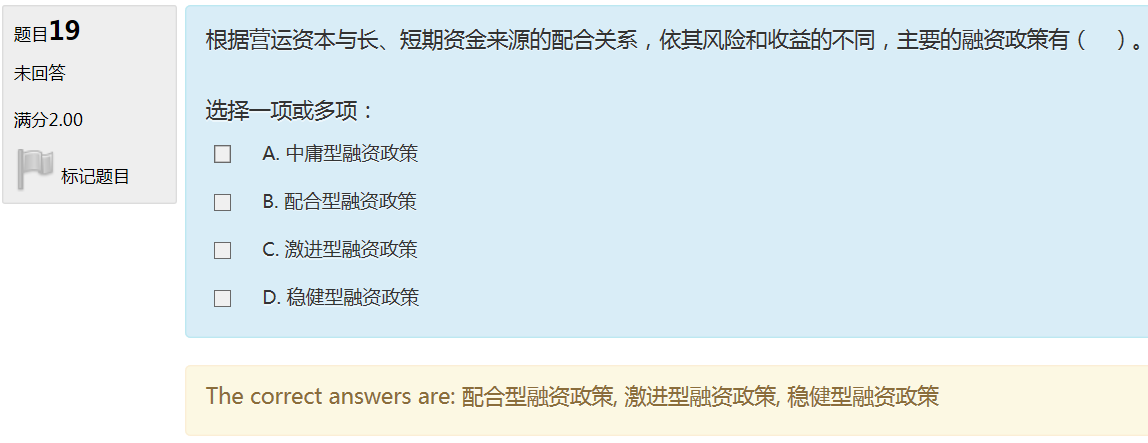 题目19
未回答
满分2.00
标记题目
根据营运资本与长、短期资金来源的配合关系，依其风险和收益的不同，主要的融资政策有（ ）。
选择一项或多项：
A. 中庸型融资政策
B. 配合型融资政策
C. 激进型融资政策
D. 稳健型融资政策
The correct answers are: 配合型融资政策, 激进型融资政策, 稳健型融资政策